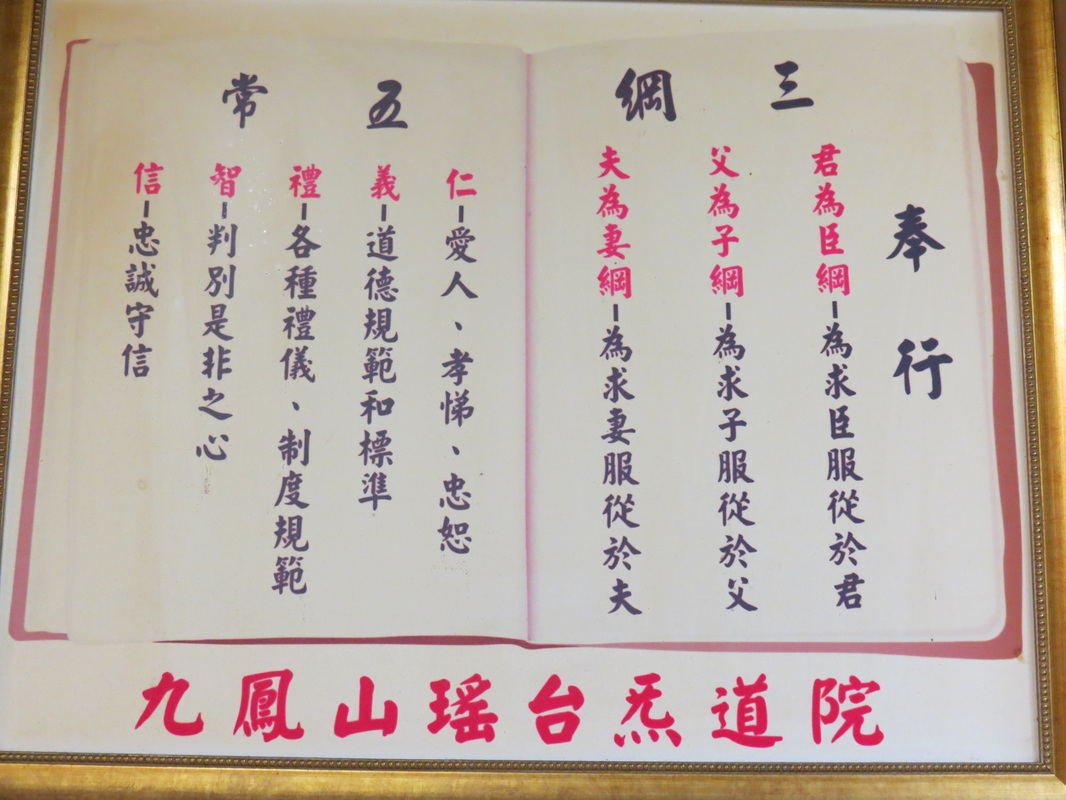 奉行
三綱
君為臣綱-為求臣服從於君
父為子綱-為求子服從於父
夫為妻綱-為求妻服從於夫
五常
仁-愛人、孝悌、忠恕
義-道德規範和標準
禮-各種禮儀、制度規範
智-判別是非之心
信-忠誠守信
九鳳山瑤台炁道院